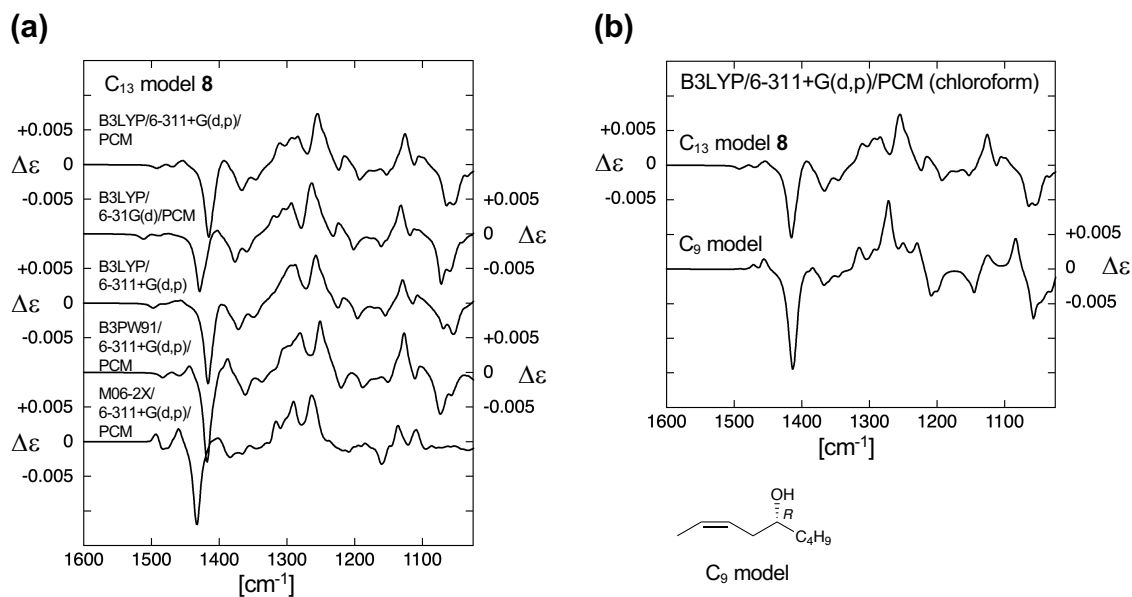 (a)
C13 model 8
B3LYP/6-311+G(d,p)/
PCM
+0.005
Δε 0
-0.005
B3LYP/
6-31G(d)/PCM
+0.005
0 Δε
-0.005
B3LYP/
6-311+G(d,p)
+0.005
Δε 0
-0.005
B3PW91/
6-311+G(d,p)/
PCM
+0.005
0 Δε
-0.005
M06-2X/
6-311+G(d,p)/
PCM
+0.005
Δε 0
-0.005
1600 1500 1400 1300 1200 1100
[cm-1]
(b)
B3LYP/6-311+G(d,p)/PCM (chloroform)
C13 model 8
+0.005
Δε 0
-0.005
C9 model
+0.005
0 Δε
-0.005
1600 1500 1400 1300 1200 1100
[cm-1]
OH
R
C4H9
C9 model